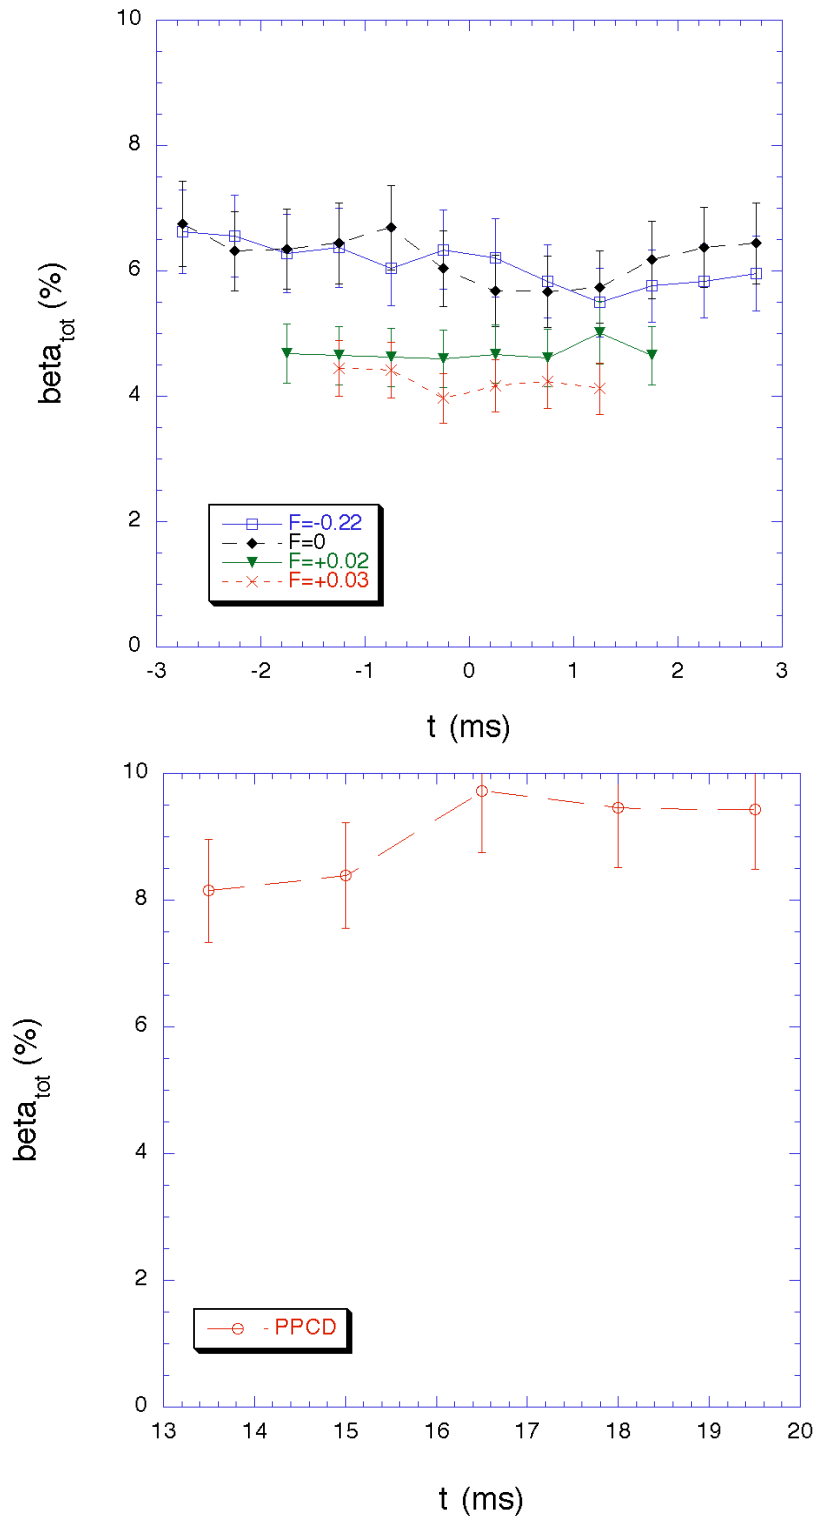 10
8
6
4
2
0
beta_tot (%)
F=-0.22
F=0
F=+0.02
F=+0.03
-3 -2 -1 0 1 2 3
t (ms)
10
8
6
4
2
0
beta_tot (%)
PPCD
13 14 15 16 17 18 19 20
t (ms)